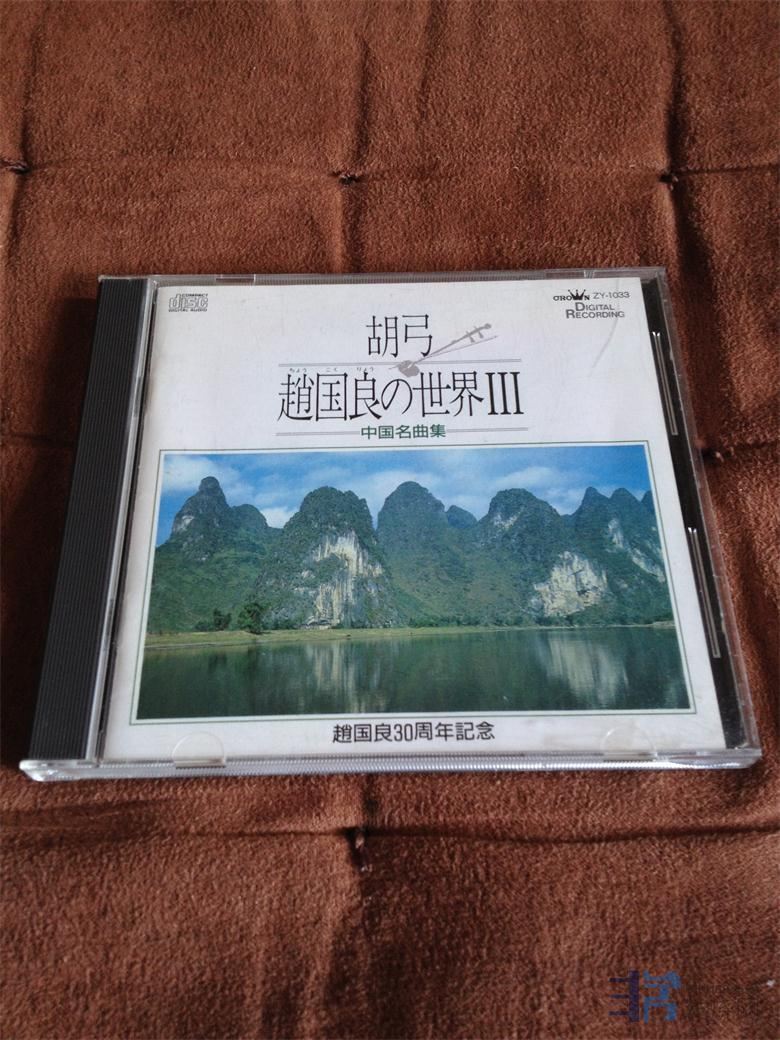 COMPACT
disc
DIGITAL AUDIO
CROWN ZY-1033
DIGITAL
RECORDING
胡弓
ちょう こく りょう
趙国良の世界III
中国名曲集
趙国良30周年記念